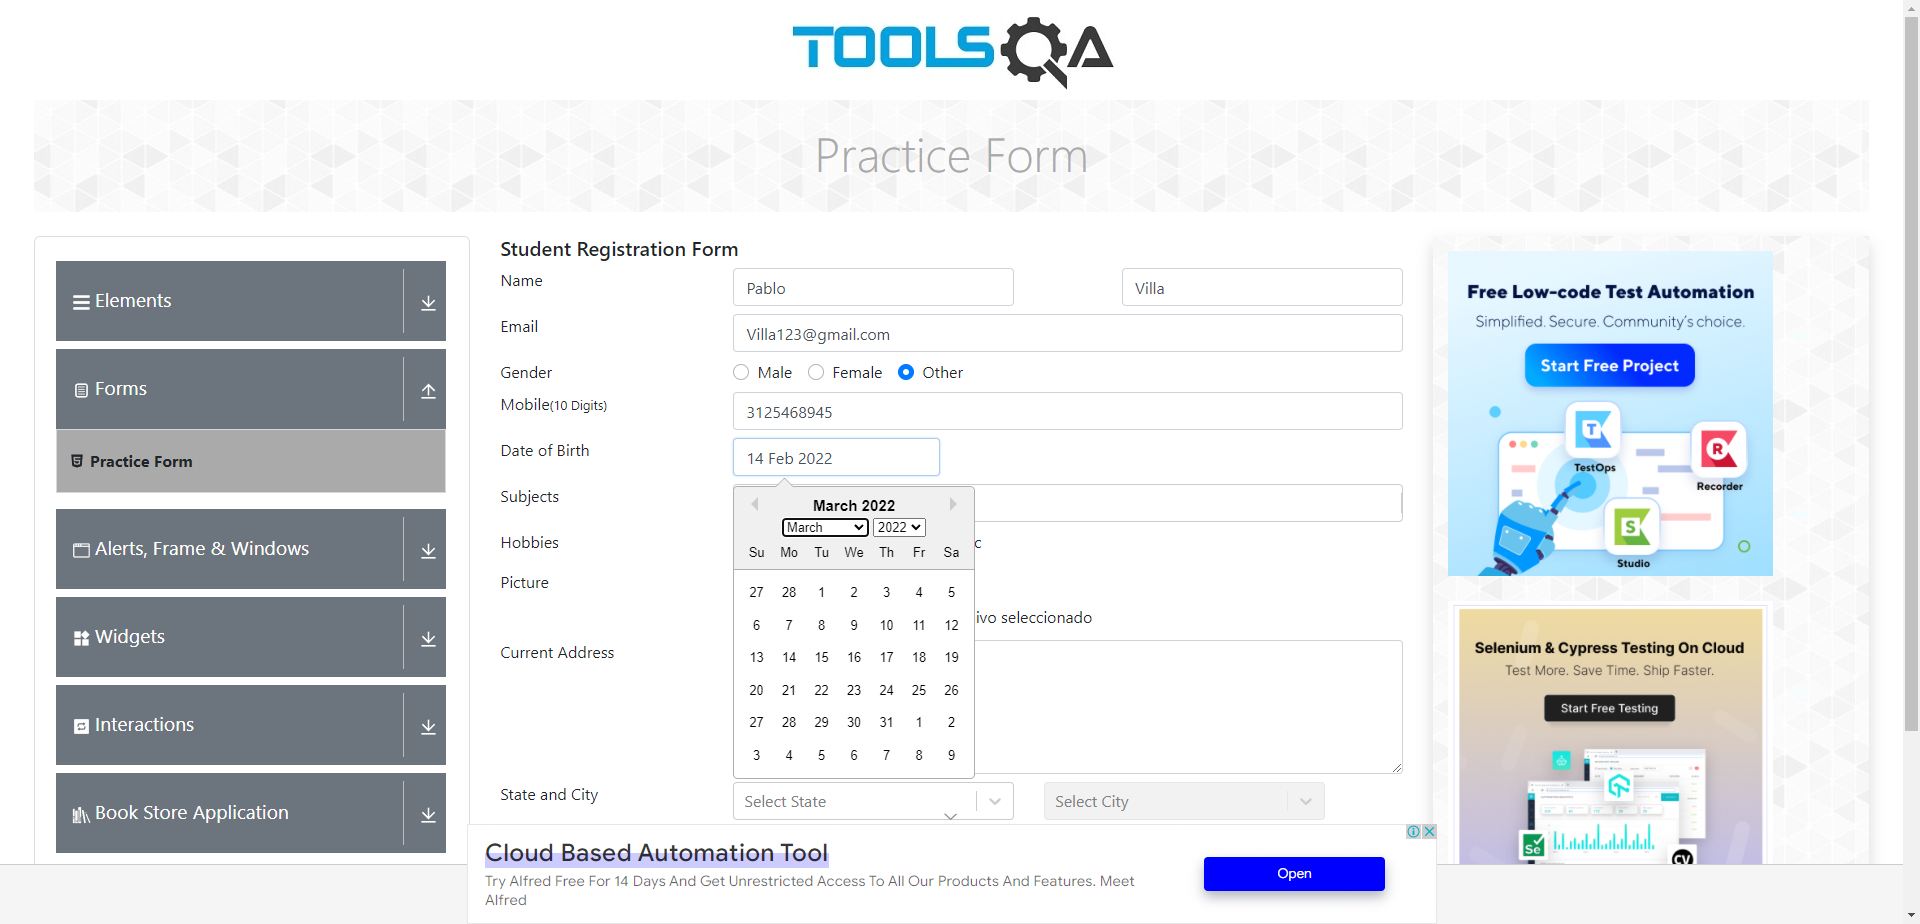 TOOLSQA
Practice Form
Elements
Forms
Practice Form
Alerts, Frame & Windows
Widgets
Interactions
Book Store Application
Student Registration Form
Name
Pablo
Villa
Email
Villa123@gmail.com
Gender
Male
Female
Other
Mobile(10 Digits)
3125468945
Date of Birth
14 Feb 2022
Subjects
March 2022
March
2022
Su Mo Tu We Th Fr Sa
27 28 1 2 3 4 5
6 7 8 9 10 11 12
13 14 15 16 17 18 19
20 21 22 23 24 25 26
27 28 29 30 31 1 2
3 4 5 6 7 8 9
Hobbies
c
Picture
ivo seleccionado
Current Address
State and City
Select State
Select City
Free Low-code Test Automation
Simplified. Secure. Community's choice.
Start Free Project
T
TestOps
R
Recorder
S
Studio
Selenium & Cypress Testing On Cloud
Test More. Save Time. Ship Faster.
Start Free Testing
Se
CY
Cloud Based Automation Tool
Try Alfred Free For 14 Days And Get Unrestricted Access To All Our Products And Features. Meet
Alfred
Open